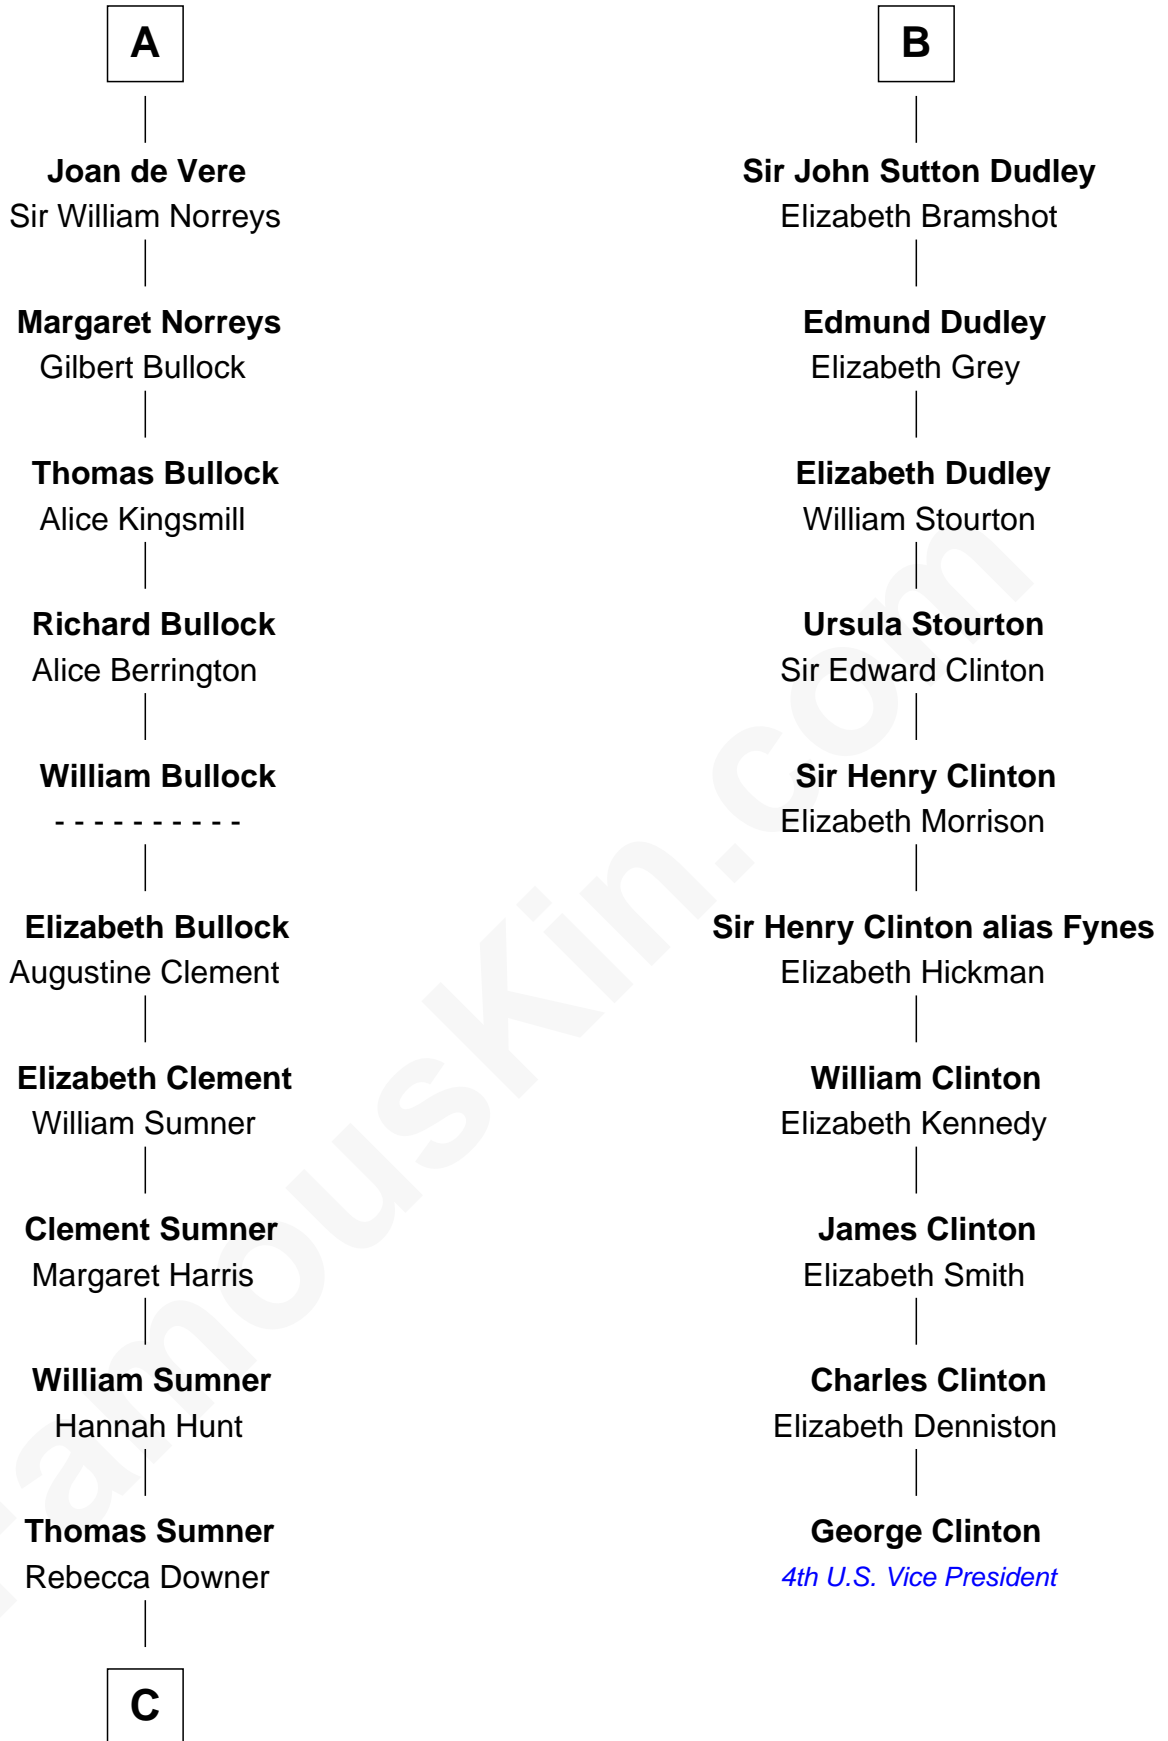 A
Joan de Vere
Sir William Norreys
Margaret Norreys
Gilbert Bullock
Thomas Bullock
Alice Kingsmill
Richard Bullock
Alice Berrington
William Bullock
- - - - - - - - - -
Elizabeth Bullock
Augustine Clement
Elizabeth Clement
William Sumner
Clement Sumner
Margaret Harris
William Sumner
Hannah Hunt
Thomas Sumner
Rebecca Downer
C
B
Sir John Sutton Dudley
Elizabeth Bramshot
Edmund Dudley
Elizabeth Grey
Elizabeth Dudley
William Stourton
Ursula Stourton
Sir Edward Clinton
Sir Henry Clinton
Elizabeth Morrison
Sir Henry Clinton alias Fynes
Elizabeth Hickman
William Clinton
Elizabeth Kennedy
James Clinton
Elizabeth Smith
Charles Clinton
Elizabeth Denniston
George Clinton
4th U.S. Vice President
FamousKin.com